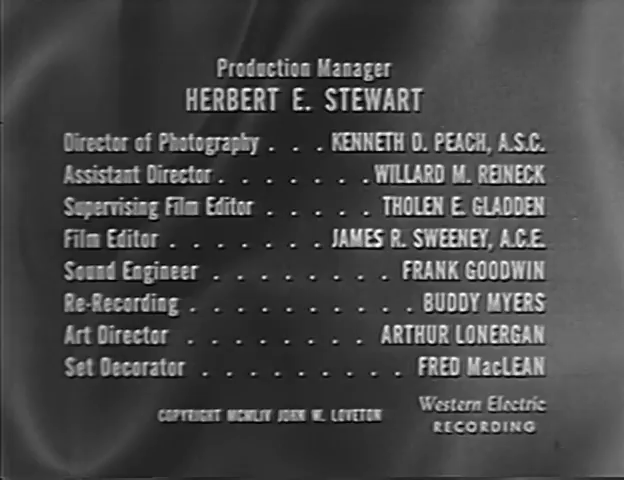 Production Manager
HERBERT E. STEWART
Director of Photography . . . KENNETH D. PEACH, A.S.C.
Assistant Director . . . . . . . WILLARD M. REINECK
Supervising Film Editor . . . . . THOLEN E. GLADDEN
Film Editor . . . . . . . JAMES R. SWEENEY, A.C.E.
Sound Engineer . . . . . . . . . FRANK GOODWIN
Re-Recording . . . . . . . . . . . BUDDY MYERS
Art Director . . . . . . . . ARTHUR LONERGAN
Set Decorator . . . . . . . . . . FRED MacLEAN
COPYRIGHT MCMLIV JOHN W. LOVETON
Western Electric
RECORDING